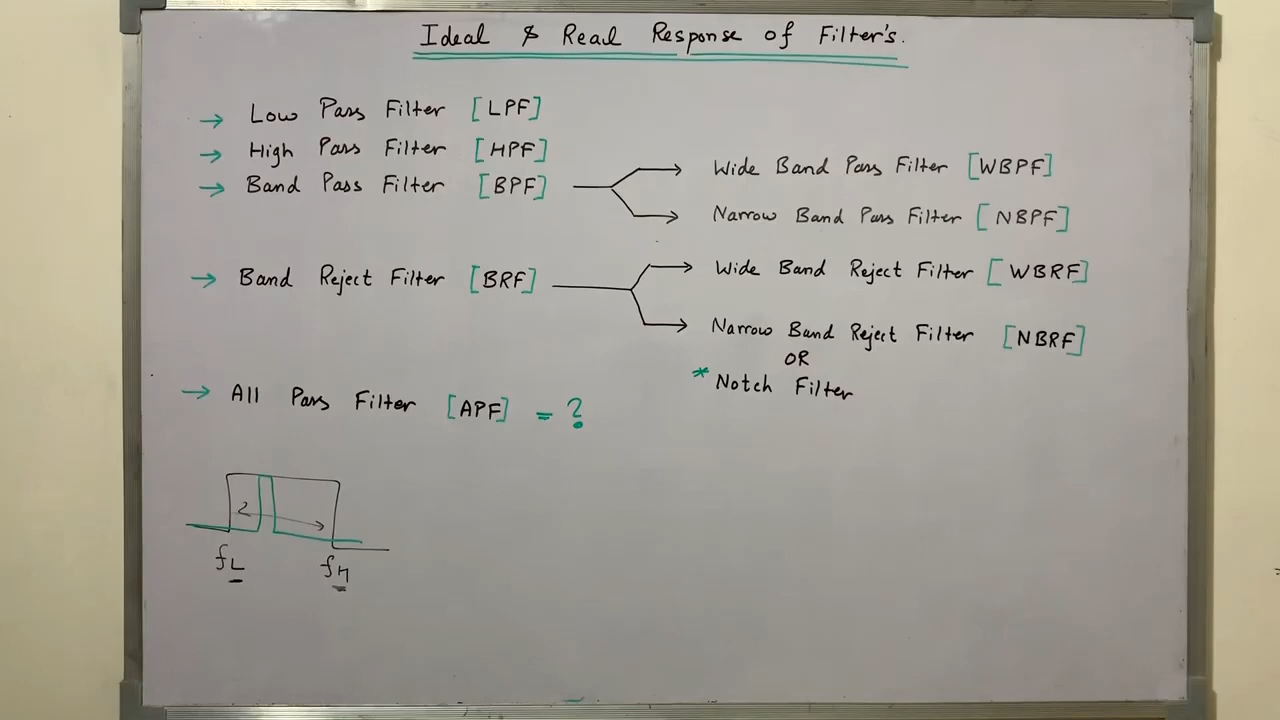 Ideal & Real Response of Filter's.
→ Low Pass Filter [LPF]
→ High Pass Filter [HPF]
→ Band Pass Filter [BPF]
Wide Band Pass Filter [WBPF]
Narrow Band Pass Filter [NBPF]
→ Band Reject Filter [BRF]
Wide Band Reject Filter [WBRF]
Narrow Band Reject Filter [NBRF]
OR
* Notch Filter
→ All Pass Filter [APF] = ?
fL
fH